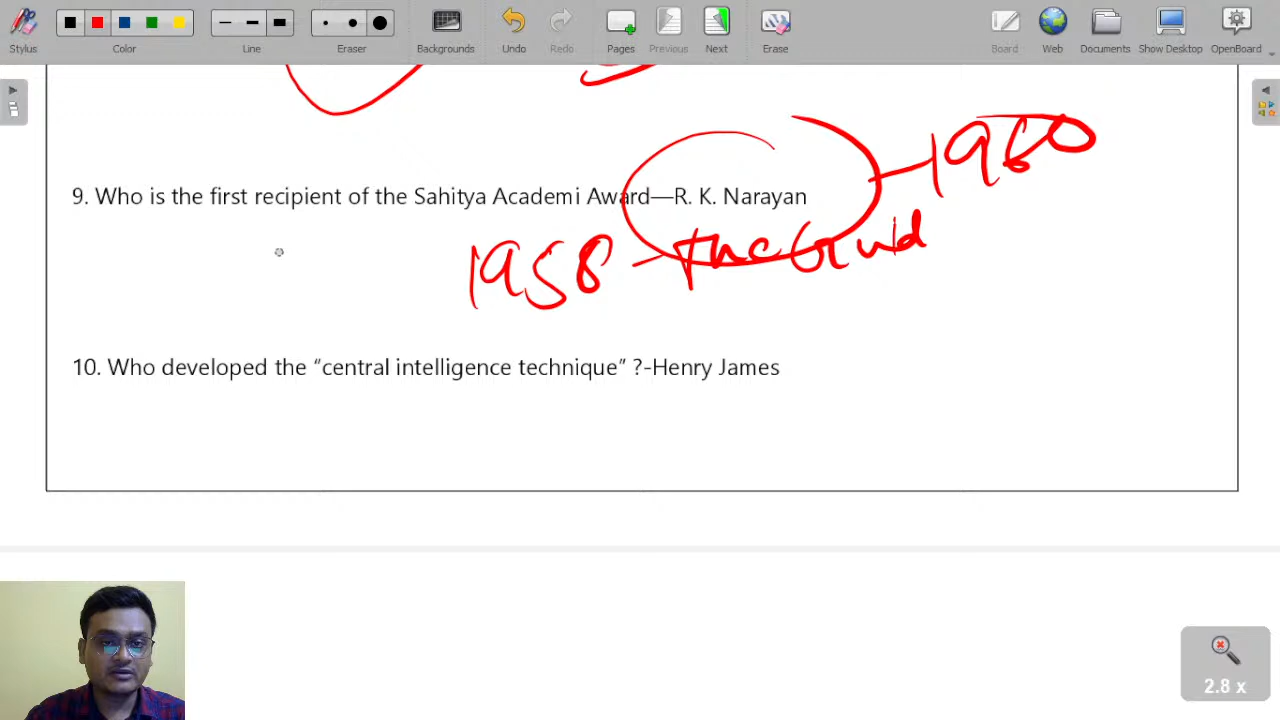 Stylus
Color
Line
Eraser
Backgrounds
Undo
Redo
Pages
Previous
Next
Erase
Board
Web
Documents
Show Desktop
OpenBoard
1960
9. Who is the first recipient of the Sahitya Academi Award—R. K. Narayan
1958 - The Guid
10. Who developed the “central intelligence technique” ?-Henry James
2.8 x